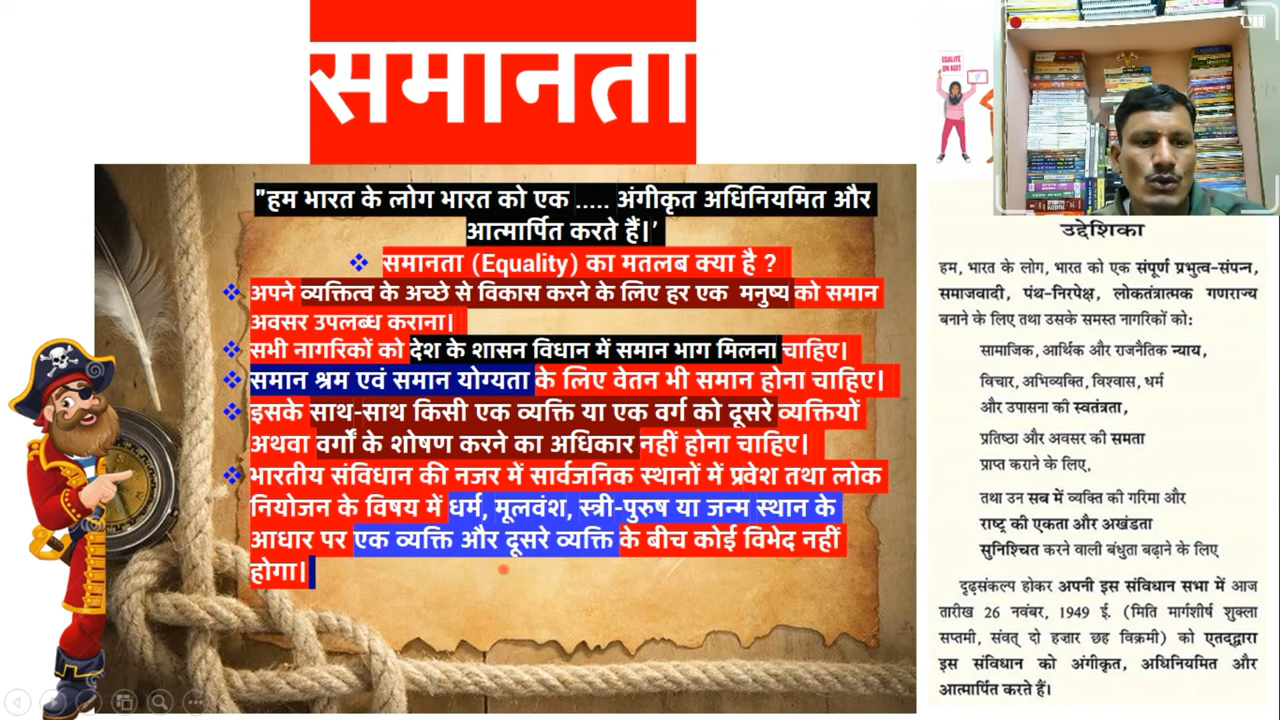 समानता
"हम भारत के लोग भारत को एक ..... अंगीकृत अधिनियमित और
आत्मार्पित करते हैं।’
समानता (Equality) का मतलब क्या है ?
अपने व्यक्तित्व के अच्छे से विकास करने के लिए हर एक मनुष्य को समान
अवसर उपलब्ध कराना।
सभी नागरिकों को देश के शासन विधान में समान भाग मिलना चाहिए।
समान श्रम एवं समान योग्यता के लिए वेतन भी समान होना चाहिए।
इसके साथ-साथ किसी एक व्यक्ति या एक वर्ग को दूसरे व्यक्तियों
अथवा वर्गों के शोषण करने का अधिकार नहीं होना चाहिए।
भारतीय संविधान की नजर में सार्वजनिक स्थानों में प्रवेश तथा लोक
नियोजन के विषय में धर्म, मूलवंश, स्त्री-पुरुष या जन्म स्थान के
आधार पर एक व्यक्ति और दूसरे व्यक्ति के बीच कोई विभेद नहीं
होगा।
EGALITÉ
ON AGIT
उद्देशिका
हम, भारत के लोग, भारत को एक संपूर्ण प्रभुत्व-संपन्न,
समाजवादी, पंथ-निरपेक्ष, लोकतंत्रात्मक गणराज्य
बनाने के लिए तथा उसके समस्त नागरिकों को:
सामाजिक, आर्थिक और राजनैतिक न्याय,
विचार, अभिव्यक्ति, विश्वास, धर्म
और उपासना की स्वतंत्रता,
प्रतिष्ठा और अवसर की समता
प्राप्त कराने के लिए,
तथा उन सब में व्यक्ति की गरिमा और
राष्ट्र की एकता और अखंडता
सुनिश्चित करने वाली बंधुता बढ़ाने के लिए
दृढ़संकल्प होकर अपनी इस संविधान सभा में आज
तारीख 26 नवंबर, 1949 ई. (मिति मार्गशीर्ष शुक्ला
सप्तमी, संवत् दो हज़ार छह विक्रमी) को एतद्द्वारा
इस संविधान को अंगीकृत, अधिनियमित और
आत्मार्पित करते हैं।